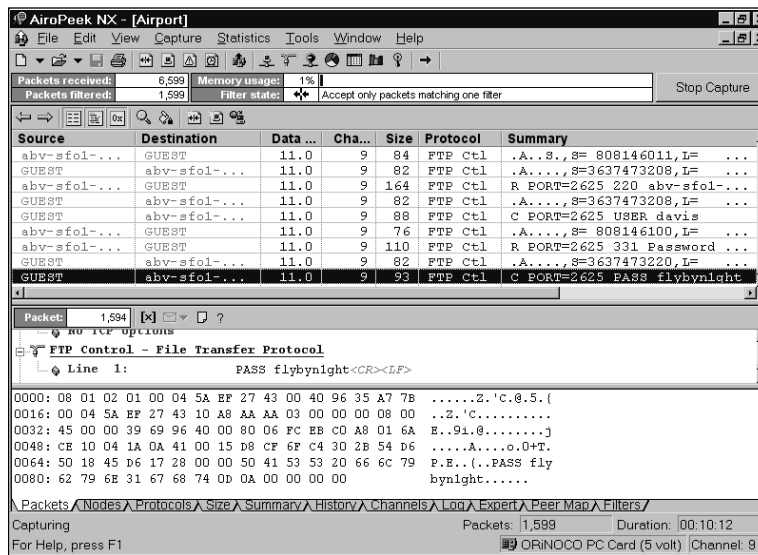 AiroPeek NX - [Airport]
File Edit View Capture Statistics Tools Window Help
Packets received: 6,599 Memory usage: 1%
Packets filtered: 1,599 Filter state: Accept only packets matching one filter
Stop Capture
Source Destination Data ... Cha... Size Protocol Summary
abv-sfo1-... GUEST 11.0 9 84 FTP Ctl .A..S.,S= 808146011,L= ...
GUEST abv-sfo1-... 11.0 9 82 FTP Ctl .A....,S=3637473208,L= ...
abv-sfo1-... GUEST 11.0 9 164 FTP Ctl R PORT=2625 220 abv-sfo1-...
GUEST abv-sfo1-... 11.0 9 82 FTP Ctl .A....,S=3637473208,L= ...
GUEST abv-sfo1-... 11.0 9 88 FTP Ctl C PORT=2625 USER davis
abv-sfo1-... GUEST 11.0 9 76 FTP Ctl .A....,S= 808146100,L= ...
abv-sfo1-... GUEST 11.0 9 110 FTP Ctl R PORT=2625 331 Password ...
GUEST abv-sfo1-... 11.0 9 82 FTP Ctl .A....,S=3637473220,L= ...
GUEST abv-sfo1-... 11.0 9 93 FTP Ctl C PORT=2625 PASS flybyn1ght
Packet: 1,594
No TCP Options
FTP Control - File Transfer Protocol
Line 1: PASS flybyn1ght<CR><LF>
0000: 08 01 02 01 00 04 5A EF 27 43 00 40 96 35 A7 7B ......Z.'C.@.5.{
0016: 00 04 5A EF 27 43 10 A8 AA AA 03 00 00 00 08 00 ..Z.'C..........
0032: 45 00 00 39 69 96 40 00 80 06 FC EB C0 A8 01 6A E..9i.@........j
0048: CE 10 04 1A 0A 41 00 15 D8 CF 6F C4 30 2B 54 D6 .....A....o.0+T.
0064: 50 18 45 D6 17 28 00 00 50 41 53 53 20 66 6C 79 P.E..(..PASS fly
0080: 62 79 6E 31 67 68 74 0D 0A 00 00 00 00 byn1ght......
Packets Nodes Protocols Size Summary History Channels Log Expert Peer Map Filters
Capturing Packets: 1,599 Duration: 00:10:12
For Help, press F1 ORiNOCO PC Card (5 volt) Channel: 9